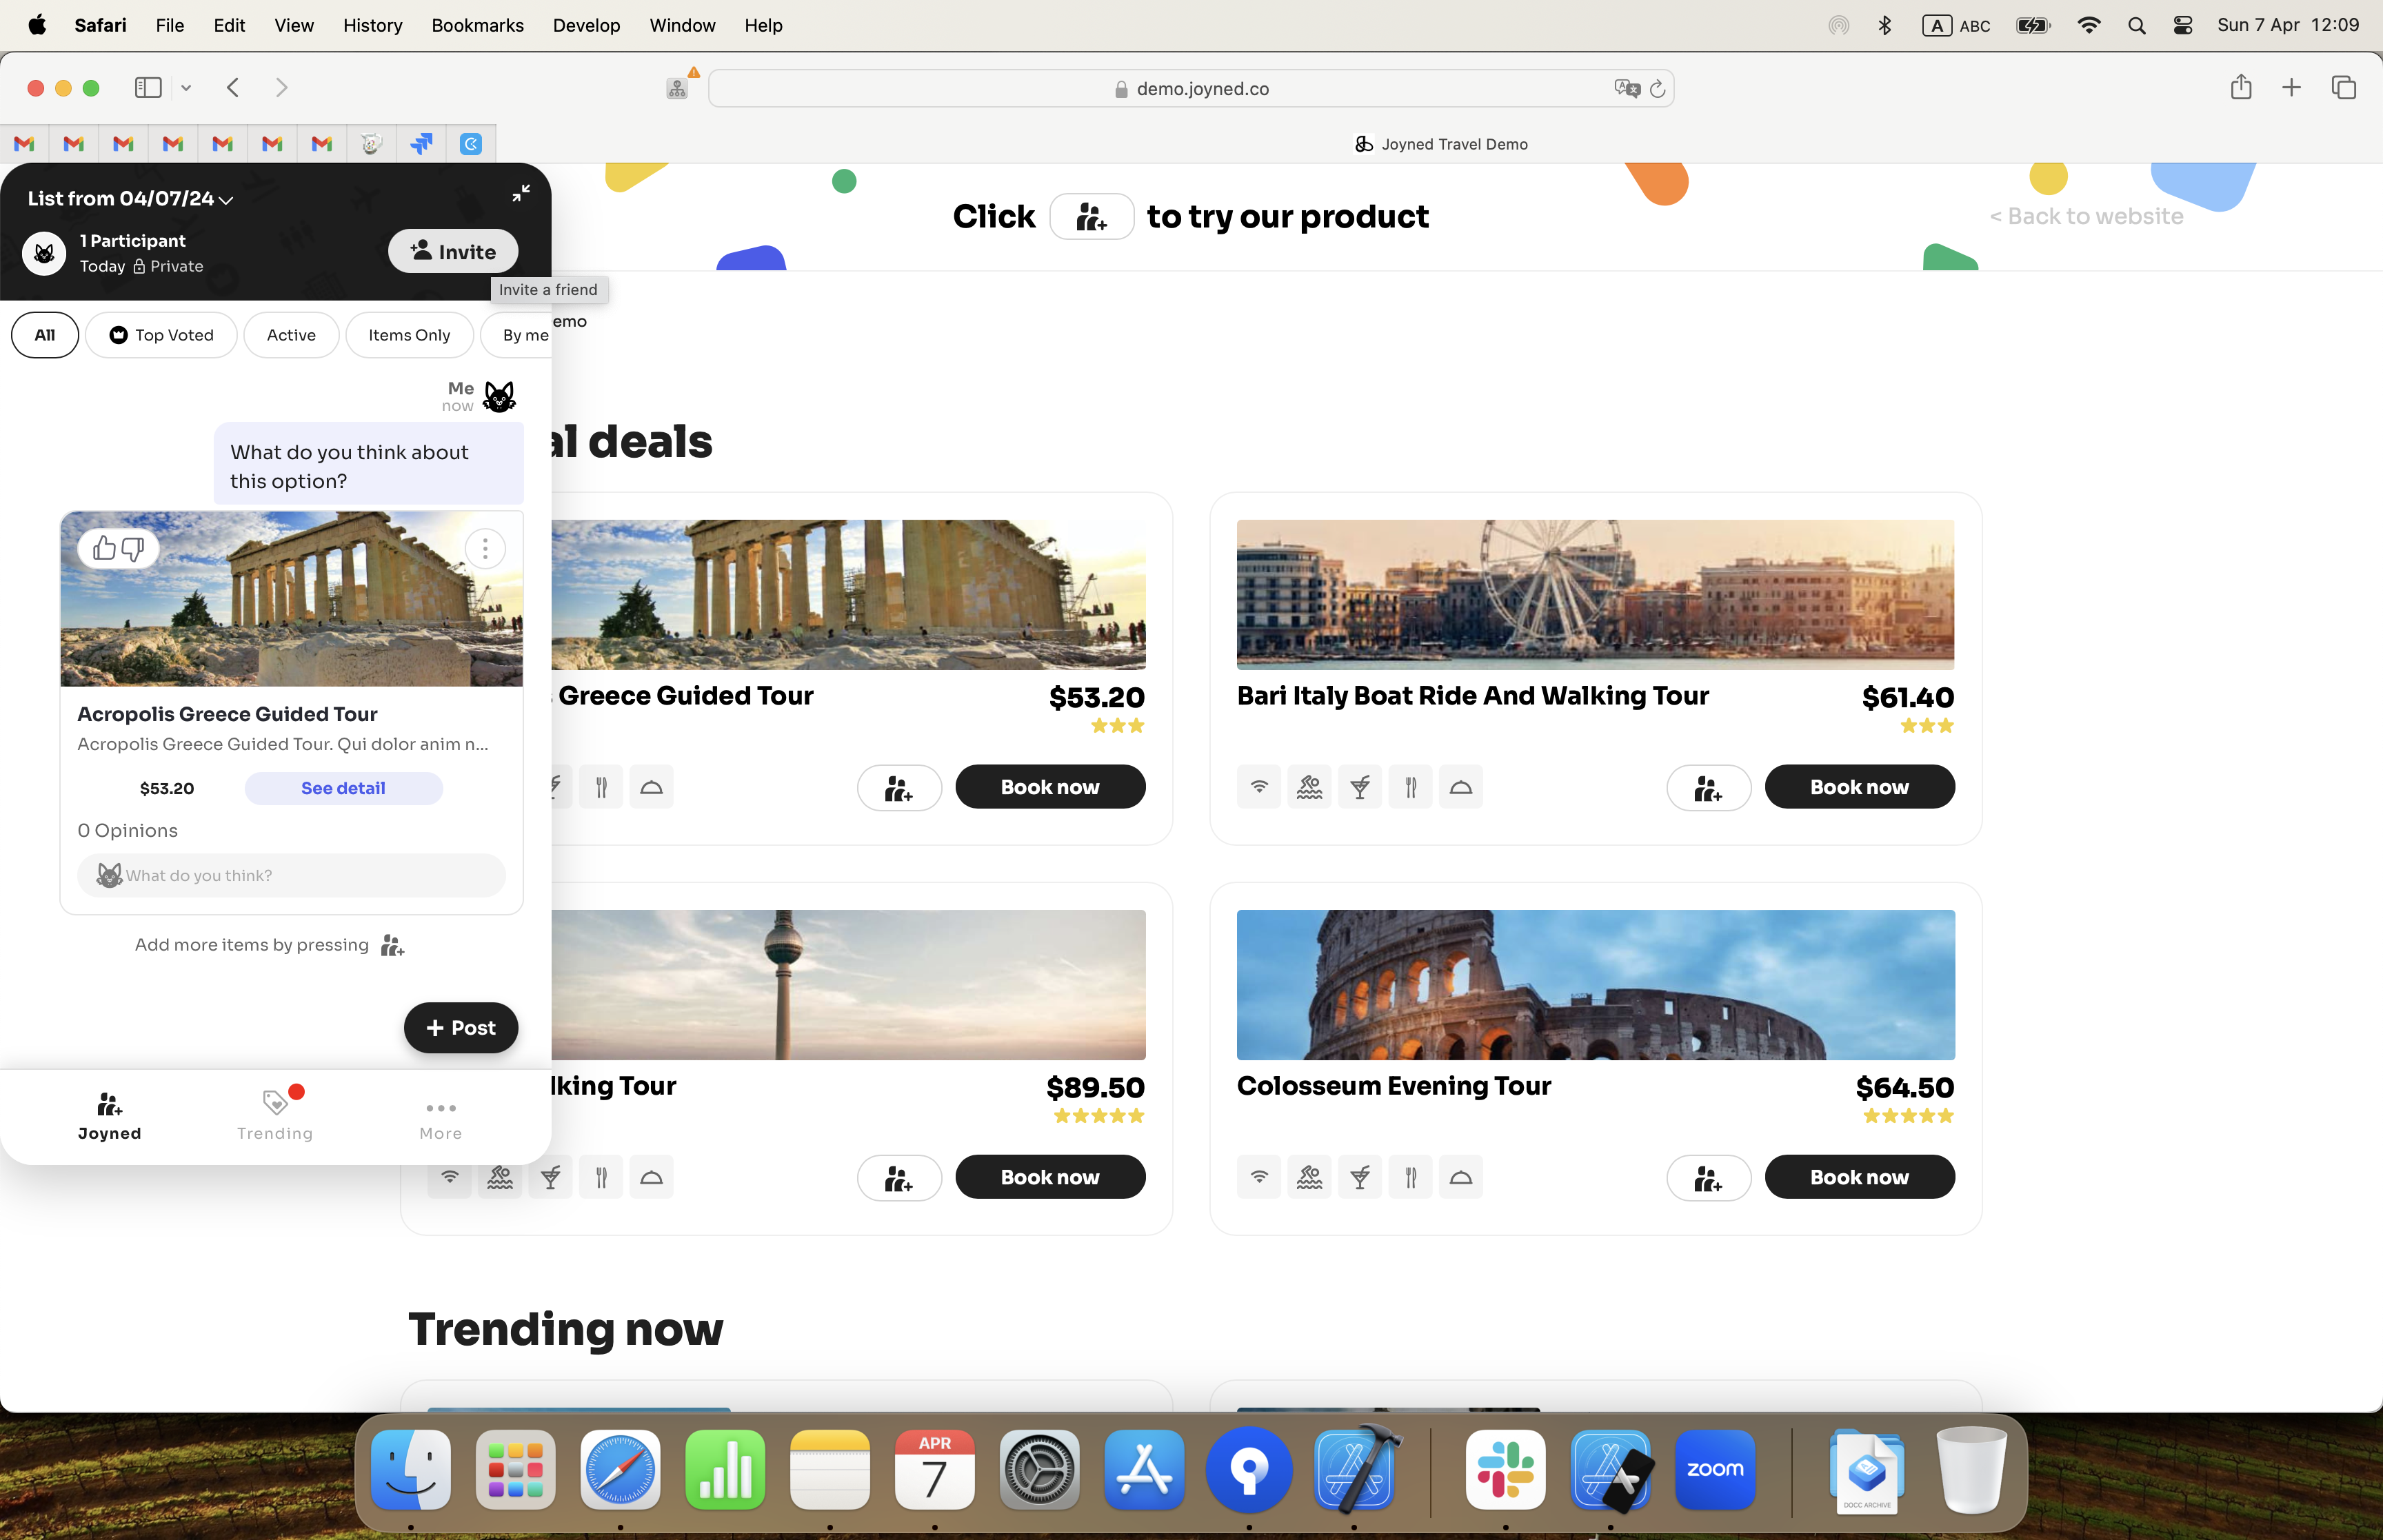 Safari File Edit View History Bookmarks Develop Window Help
A ABC Sun 7 Apr 12:09
demo.joyned.co
Joyned Travel Demo
List from 04/07/24
1 Participant
Today Private
Invite
Invite a friend
Click to try our product
< Back to website
All Top Voted Active Items Only By me
emo
Me
now
What do you think about
this option?
al deals
Acropolis Greece Guided Tour
Acropolis Greece Guided Tour. Qui dolor anim n...
$53.20 See detail
0 Opinions
What do you think?
Add more items by pressing
+ Post
Joyned Trending More
s Greece Guided Tour $53.20
Book now
Bari Italy Boat Ride And Walking Tour $61.40
Book now
lking Tour $89.50
Book now
Colosseum Evening Tour $64.50
Book now
Trending now
APR
7
zoom
DOCC ARCHIVE